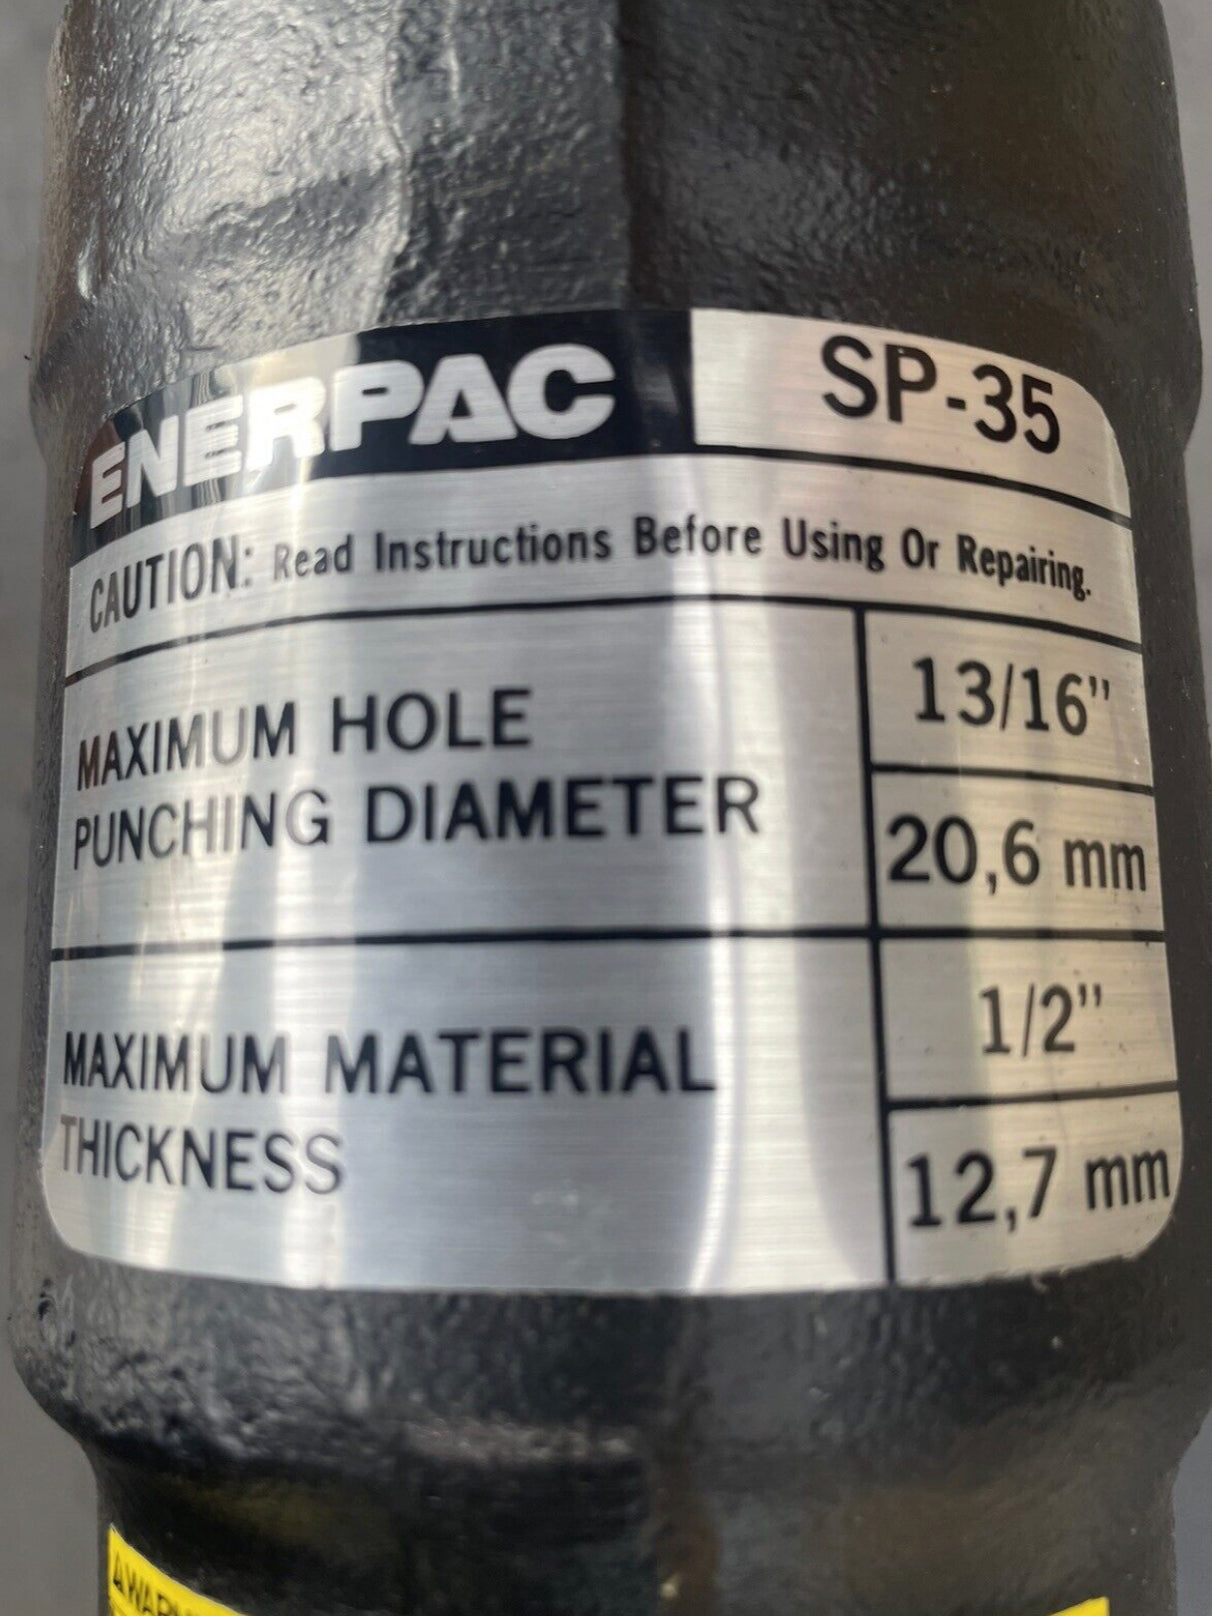 ENERPAC SP-35
CAUTION: Read Instructions Before Using Or Repairing.
MAXIMUM HOLE
PUNCHING DIAMETER
13/16"
20,6 mm
MAXIMUM MATERIAL
THICKNESS
1/2"
12,7 mm